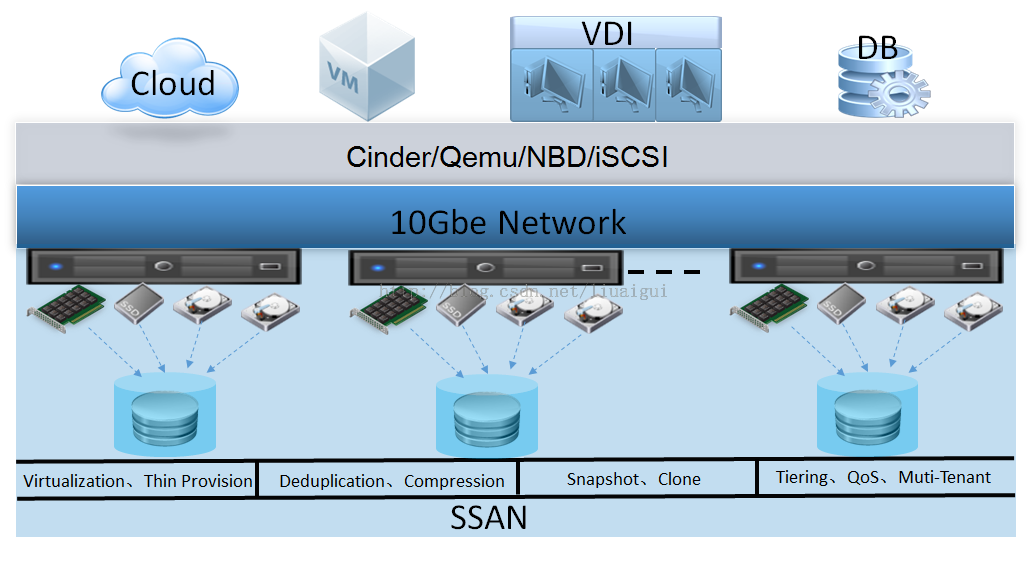 Cloud
VM
VDI
DB
Cinder/Qemu/NBD/iSCSI
10Gbe Network
http://blog.csdn.net/liuaigui
SSD
SSD
SSD
Virtualization、Thin Provision
Deduplication、Compression
Snapshot、Clone
Tiering、QoS、Muti-Tenant
SSAN